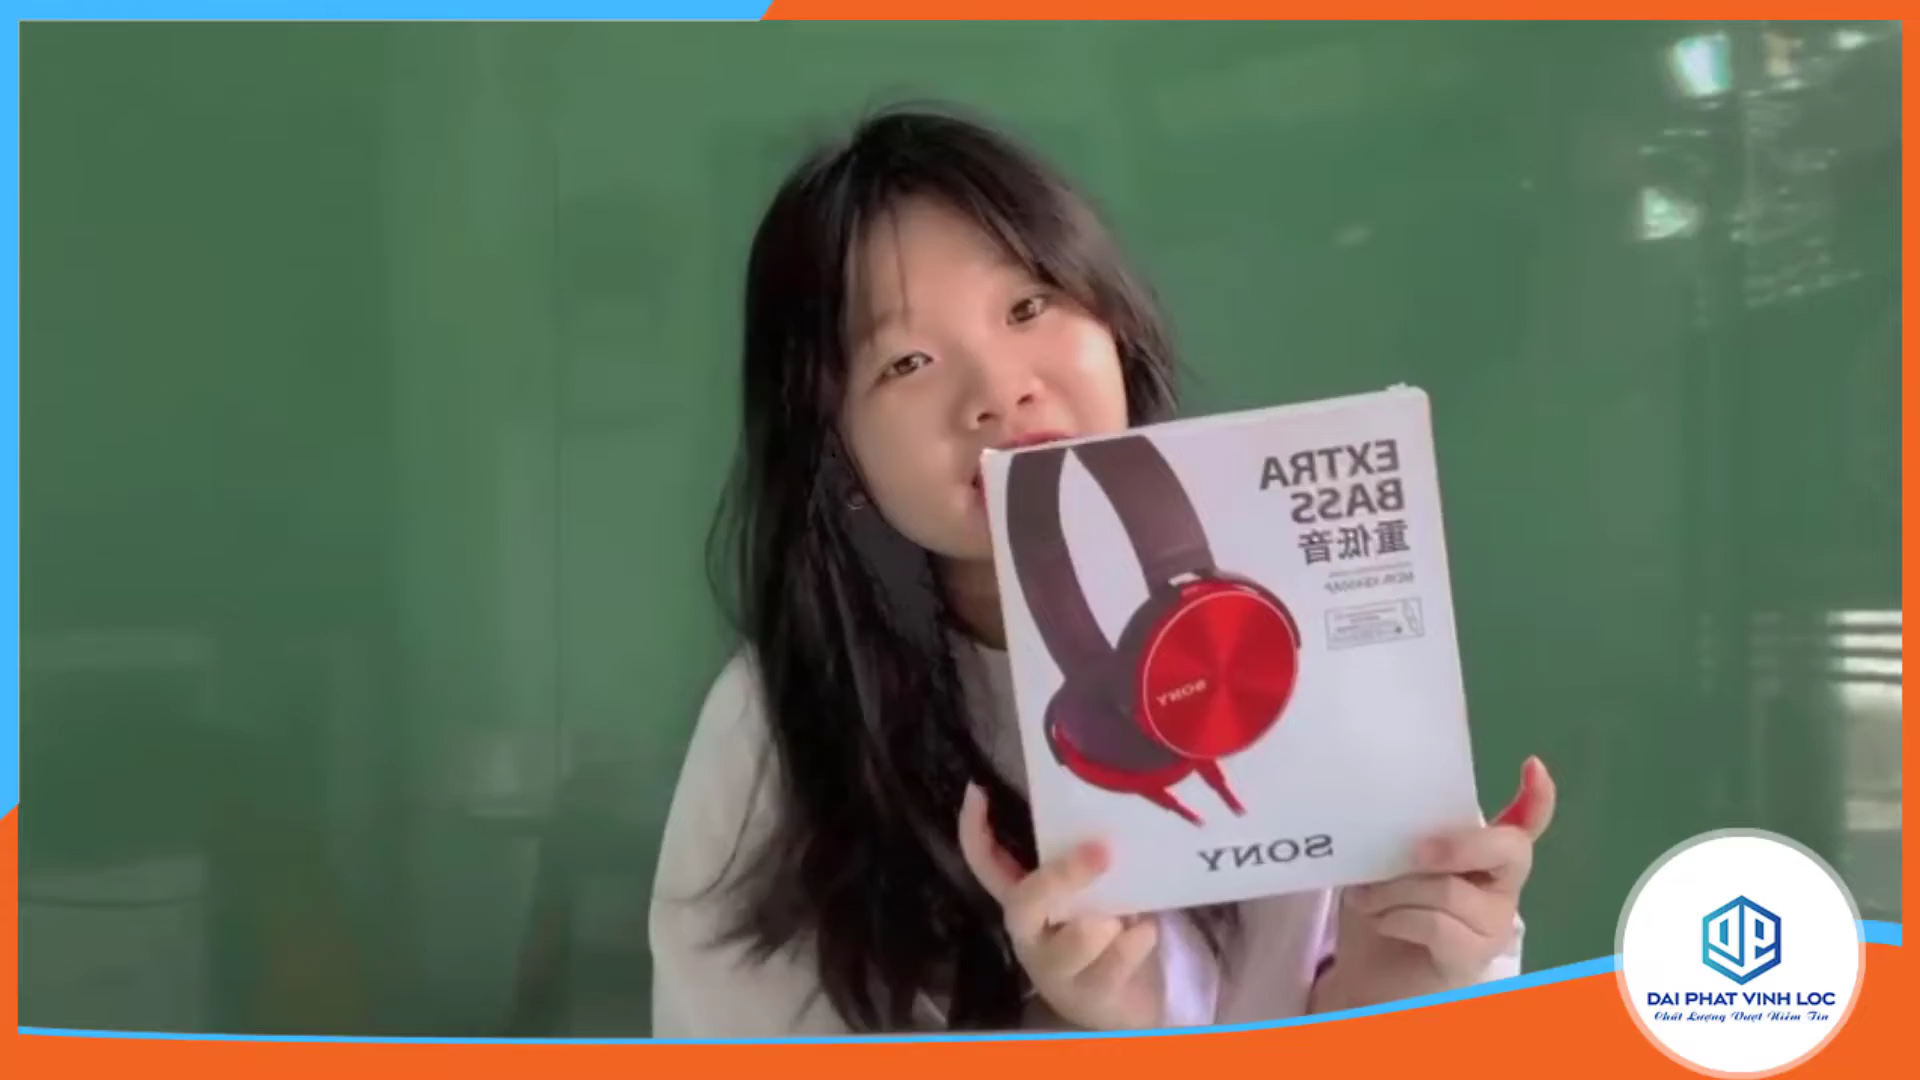 EXTRA
BASS
重低音
SONY
SONY
DAI PHAT VINH LOC
Chất Lượng Vượt Niềm Tin